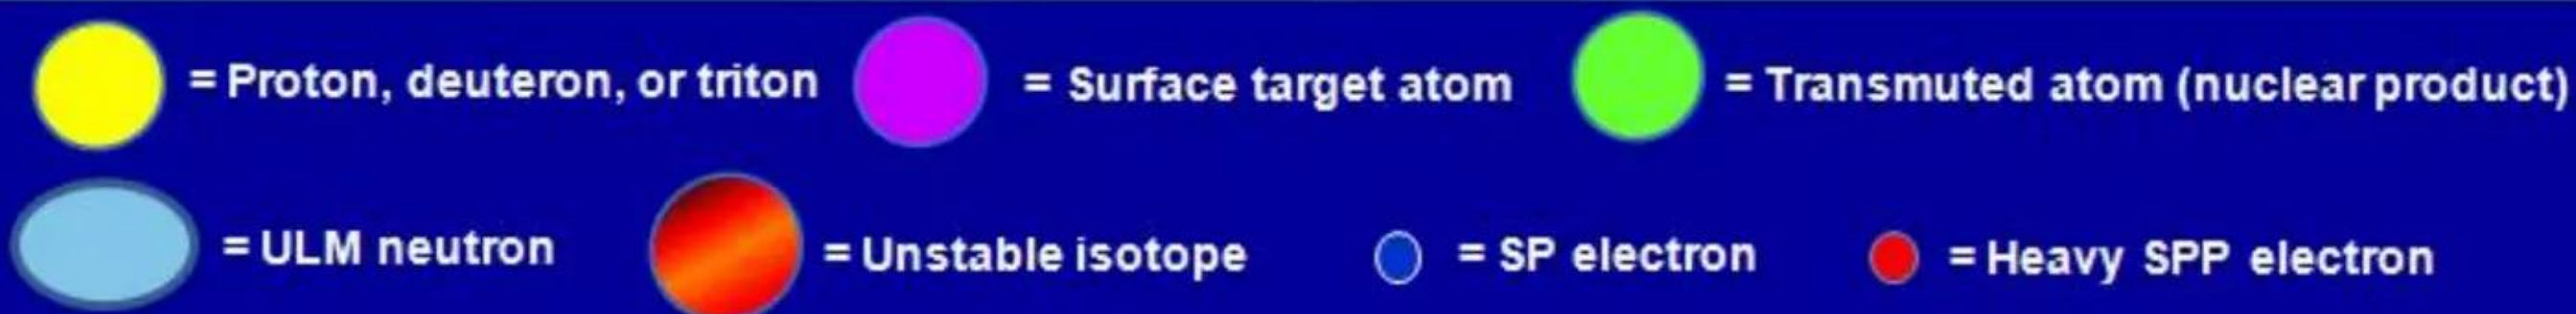 = Proton, deuteron, or triton = Surface target atom = Transmuted atom (nuclear product)
= ULM neutron = Unstable isotope = SP electron = Heavy SPP electron